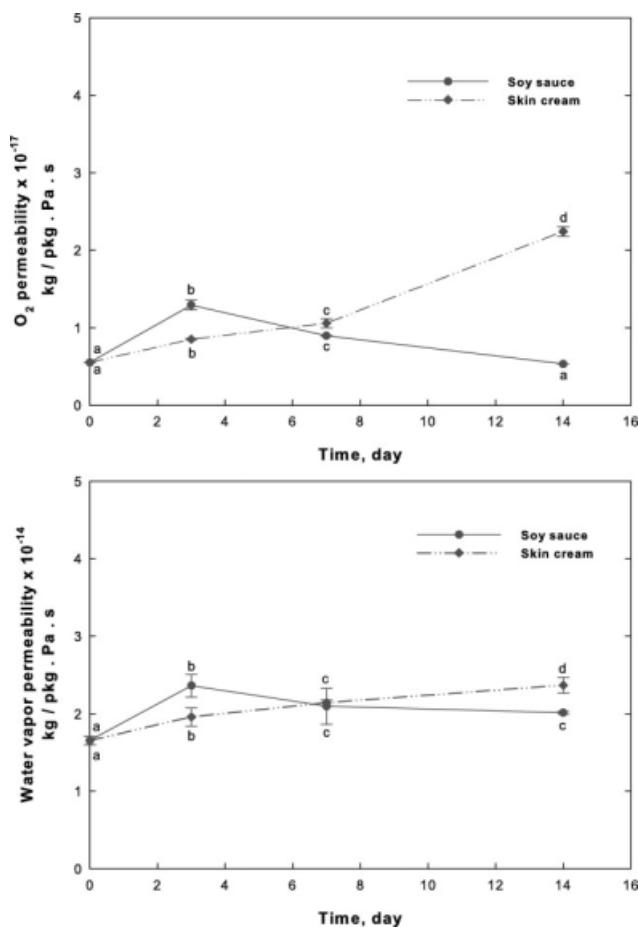 O₂ permeability x 10⁻¹⁷
kg / pkg . Pa . s
5
4
3
2
1
0
Soy sauce
Skin cream
a
a
b
b
c
c
d
a
0 2 4 6 8 10 12 14 16
Time, day
Water vapor permeability x 10⁻¹⁴
kg / pkg . Pa . s
5
4
3
2
1
0
Soy sauce
Skin cream
a
a
b
b
c
c
d
c
0 2 4 6 8 10 12 14 16
Time, day